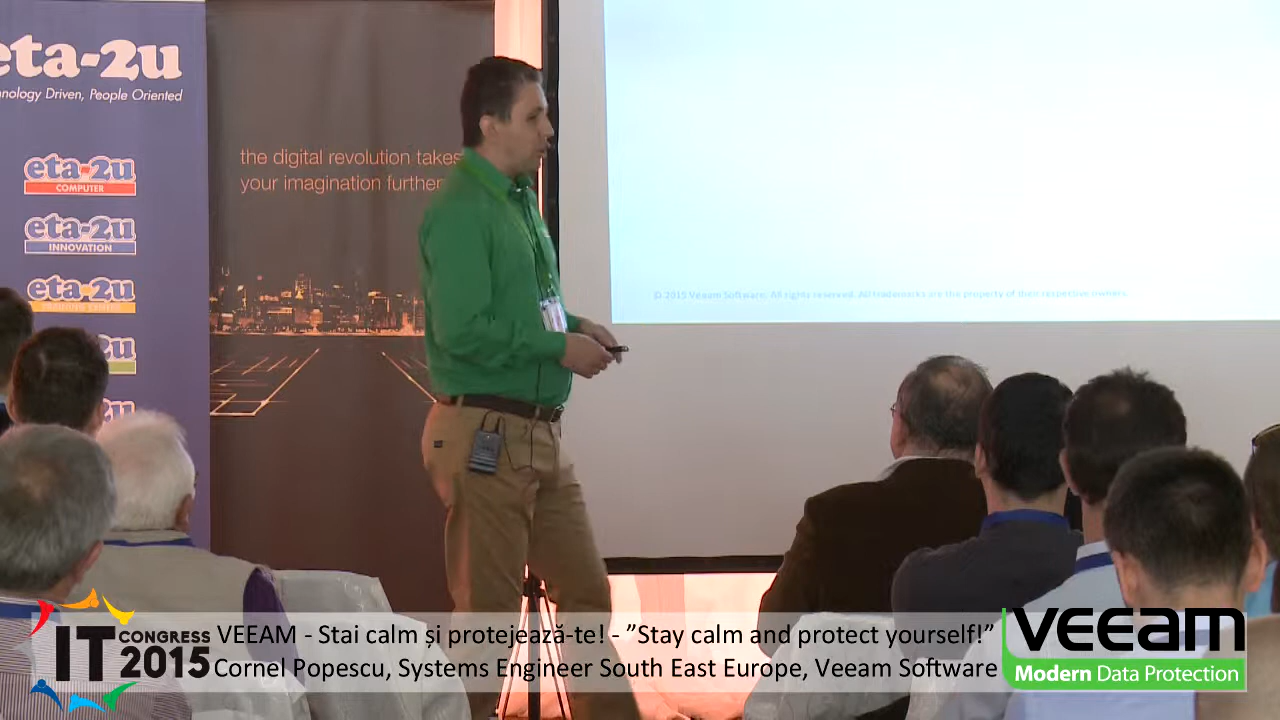 eta-2u
nology Driven, People Oriented
eta-2u
COMPUTER
eta-2u
INNOVATION
eta-2u
the digital revolution takes
your imagination further
© 2015 Veeam Software. All rights reserved. All trademarks are the property of their respective owners.
IT CONGRESS 2015
VEEAM - Stai calm și protejează-te! - ”Stay calm and protect yourself!”
Cornel Popescu, Systems Engineer South East Europe, Veeam Software
veeam
Modern Data Protection